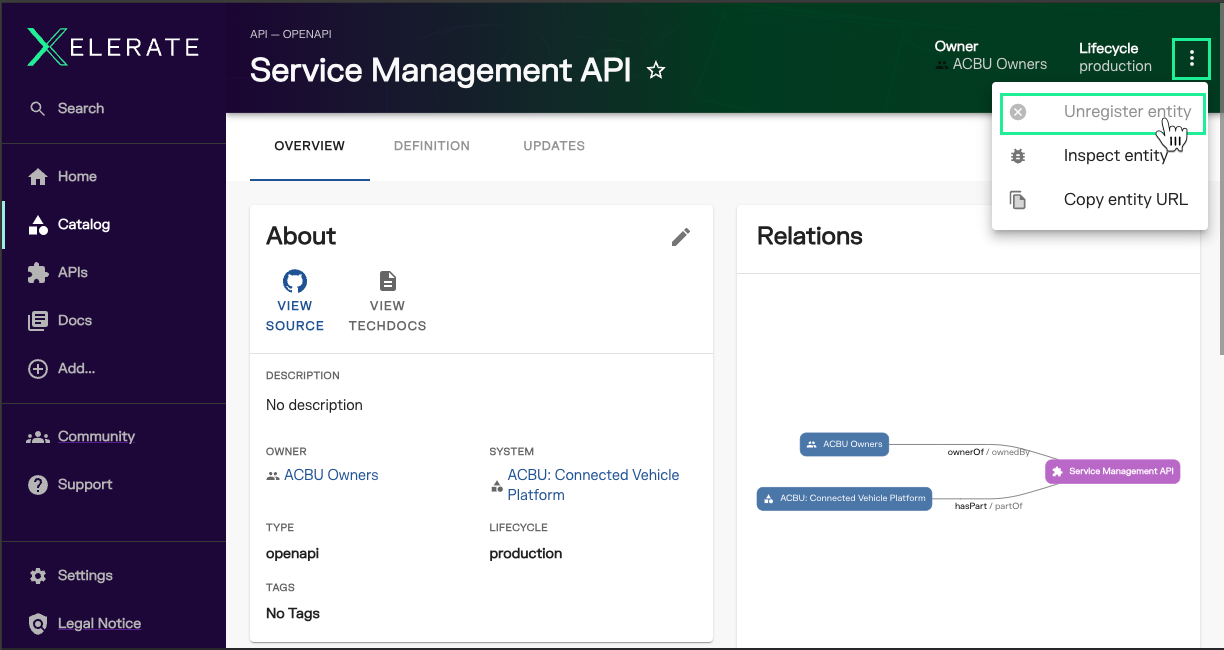 XELERATE
Search
Home
Catalog
APIs
Docs
Add...
Community
Support
Settings
Legal Notice
API — OPENAPI
Service Management API
Owner
ACBU Owners
Lifecycle
production
Unregister entity
Inspect entity
Copy entity URL
OVERVIEW
DEFINITION
UPDATES
About
VIEW
SOURCE
VIEW
TECHDOCS
DESCRIPTION
No description
OWNER
ACBU Owners
SYSTEM
ACBU: Connected Vehicle
Platform
TYPE
openapi
LIFECYCLE
production
TAGS
No Tags
Relations
ACBU Owners
ownerOf / ownedBy
Service Management API
ACBU: Connected Vehicle Platform
hasPart / partOf